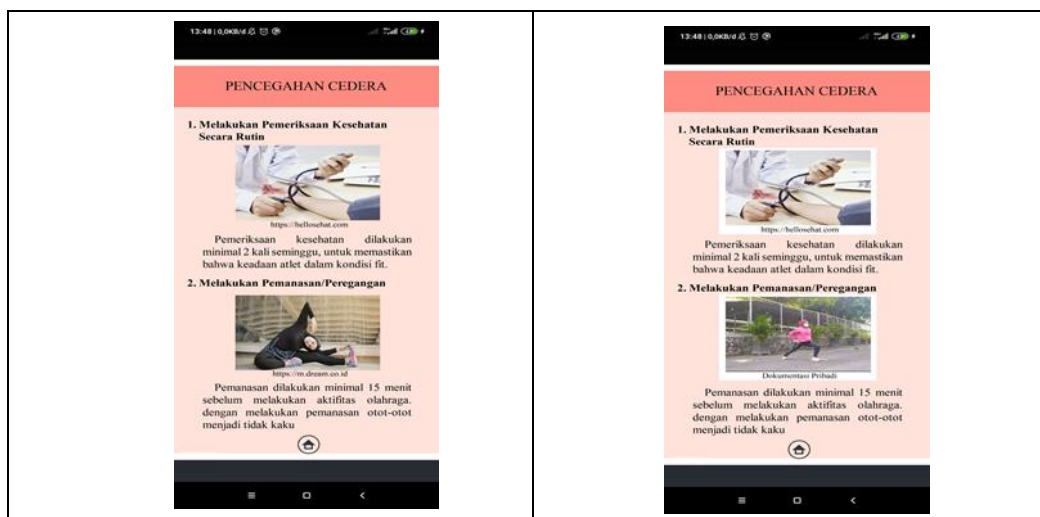 13:48 | 0,0KB/d
PENCEGAHAN CEDERA
1. Melakukan Pemeriksaan Kesehatan
Secara Rutin
https://hellosehat.com
Pemeriksaan kesehatan dilakukan
minimal 2 kali seminggu, untuk memastikan
bahwa keadaan atlet dalam kondisi fit.
2. Melakukan Pemanasan/Peregangan
https://m.dream.co.id
Pemanasan dilakukan minimal 15 menit
sebelum melakukan aktifitas olahraga.
dengan melakukan pemanasan otot-otot
menjadi tidak kaku
13:48 | 0,0KB/d
PENCEGAHAN CEDERA
1. Melakukan Pemeriksaan Kesehatan
Secara Rutin
https://hellosehat.com
Pemeriksaan kesehatan dilakukan
minimal 2 kali seminggu, untuk memastikan
bahwa keadaan atlet dalam kondisi fit.
2. Melakukan Pemanasan/Peregangan
Dokumentasi Pribadi
Pemanasan dilakukan minimal 15 menit
sebelum melakukan aktifitas olahraga.
dengan melakukan pemanasan otot-otot
menjadi tidak kaku